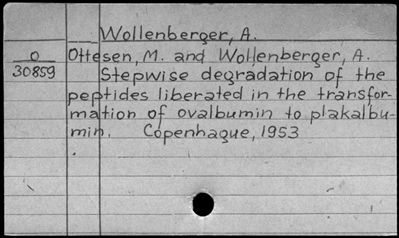 Wollenberger, A.
O
30859
Ottesen, M. and Wollenberger, A.
Stepwise degradation of the
peptides liberated in the transfor-
mation of ovalbumin to plakalbu-
min. Copenhague, 1953